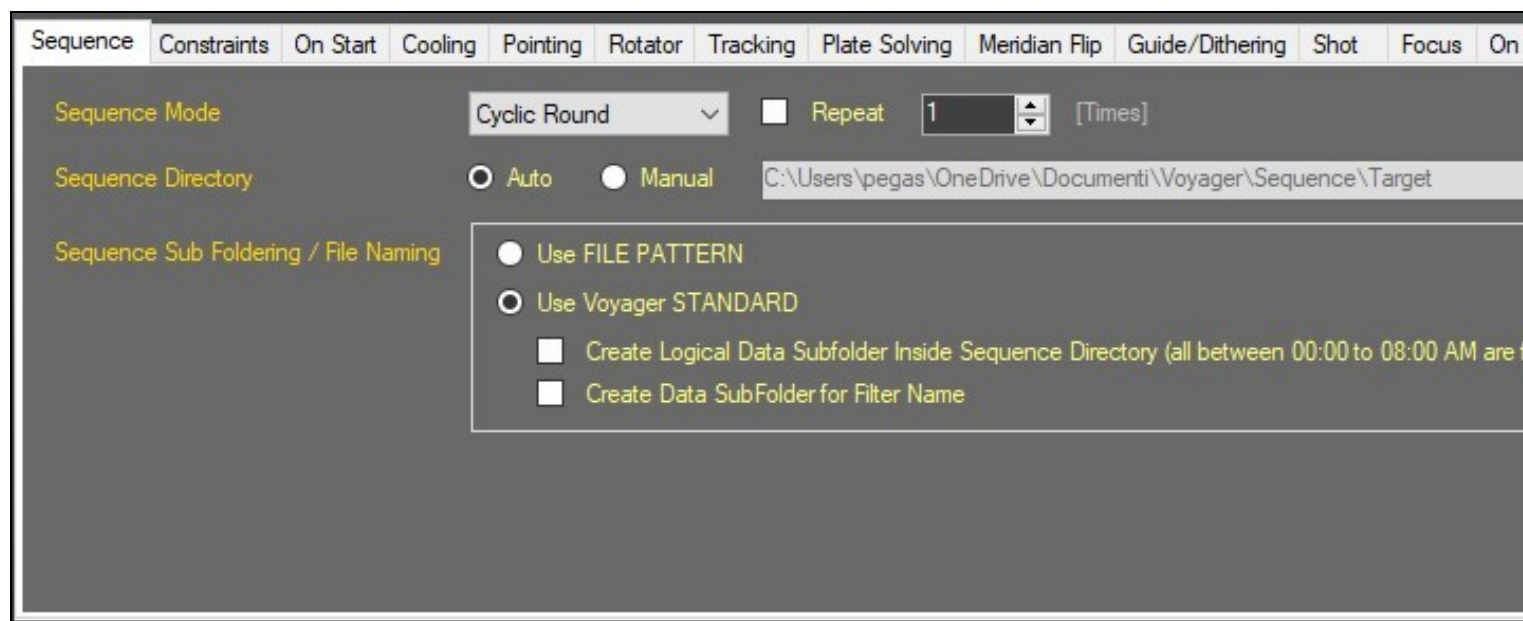 Sequence Constraints On Start Cooling Pointing Rotator Tracking Plate Solving Meridian Flip Guide/Dithering Shot Focus On
Sequence Mode Cyclic Round Repeat 1 [Times]
Sequence Directory Auto Manual C:\Users\pegas\OneDrive\Documenti\Voyager\Sequence\Target
Sequence Sub Foldering / File Naming Use FILE PATTERN
Use Voyager STANDARD
Create Logical Data Subfolder Inside Sequence Directory (all between 00:00 to 08:00 AM are
Create Data SubFolder for Filter Name